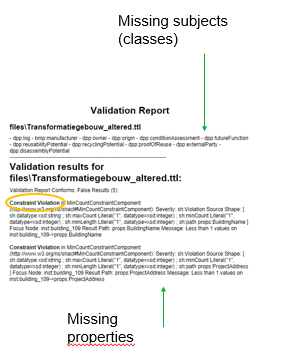 Missing subjects
(classes)
Validation Report
files\Transformatiegebouw_altered.ttl
- dpp:log - bmp:manufacturer - dpp:owner - dpp:origin - dpp:conditionAssessment - dpp:futureFunction
- dpp:reusabilityPotential - dpp:recyclingPotential - dpp:proofOfReuse - dpp:externalParty -
dpp:disassemblyPotential
Validation results for
files\Transformatiegebouw_altered.ttl:
Validation Report Conforms: False Results (5):
Constraint Violation in MinCountConstraintComponent
(http://www.w3.org/ns/shacl#MinCountConstraintComponent): Severity: sh:Violation Source Shape: [
sh:datatype xsd:string ; sh:maxCount Literal("1", datatype=xsd:integer) ; sh:minCount Literal("1",
datatype=xsd:integer) ; sh:minLength Literal("1", datatype=xsd:integer) ; sh:path props:BuildingName ]
Focus Node: inst:building_109 Result Path: props:BuildingName Message: Less than 1 values on
inst:building_109->props:BuildingName
Constraint Violation in MinCountConstraintComponent
(http://www.w3.org/ns/shacl#MinCountConstraintComponent): Severity: sh:Violation Source Shape: [
sh:datatype xsd:string ; sh:maxCount Literal("1", datatype=xsd:integer) ; sh:minCount Literal("1",
datatype=xsd:integer) ; sh:minLength Literal("1", datatype=xsd:integer) ; sh:path props:ProjectAddress
] Focus Node: inst:building_109 Result Path: props:ProjectAddress Message: Less than 1 values on
inst:building_109->props:ProjectAddress
Missing
properties